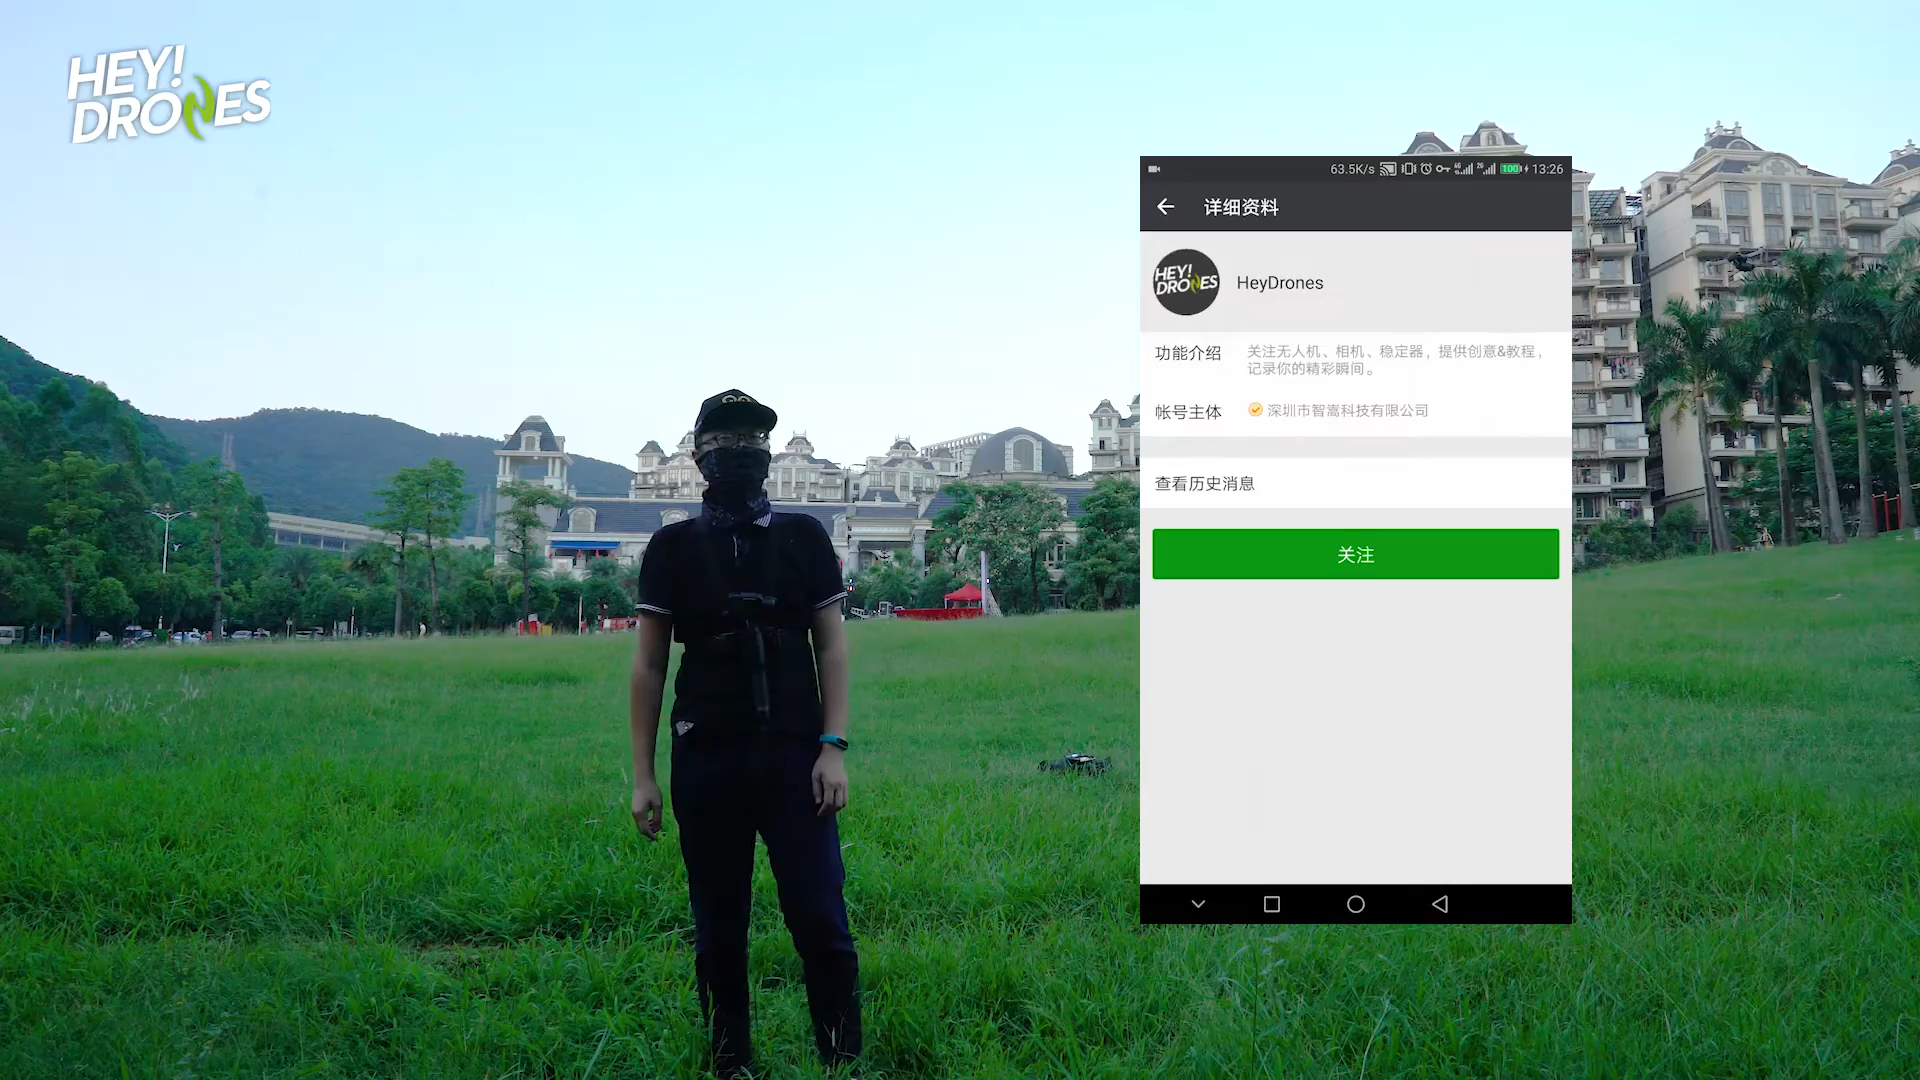 HEY!
DRONES
63.5K/s 4G 2G 100 13:26
详细资料
HEY!
DRONES
HeyDrones
功能介绍
关注无人机、相机、稳定器，提供创意&教程，
记录你的精彩瞬间。
帐号主体
深圳市智嵩科技有限公司
查看历史消息
关注